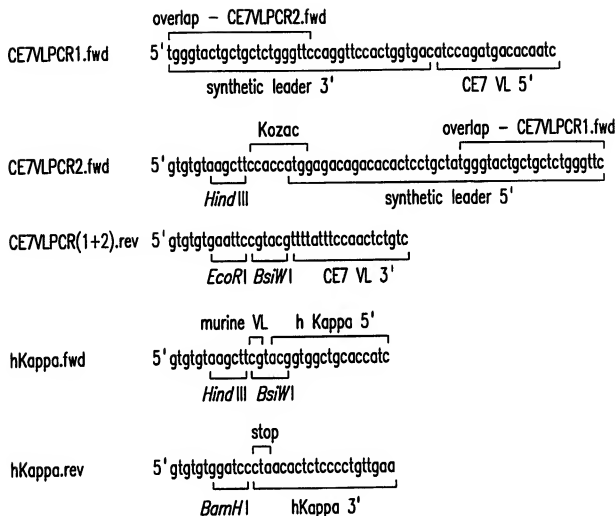 overlap – CE7VLPCR2.fwd
CE7VLPCR1.fwd 5'tgggtactgctgctctgggttccaggttccactggtgacatccagatgacacaatc
synthetic leader 3' CE7 VL 5'
Kozac overlap – CE7VLPCR1.fwd
CE7VLPCR2.fwd 5'gtgtgtaagcttccaccatggagacagacacactcctgctatgggtactgctgctctgggttc
HindIII synthetic leader 5'
CE7VLPCR(1+2).rev 5'gtgtgtgaattccgtacgttttatttccaactctgtc
EcoRI BsiWI CE7 VL 3'
murine VL h Kappa 5'
hKappa.fwd 5'gtgtgtaagcttcgtacggtggctgcaccatc
HindIII BsiWI
stop
hKappa.rev 5'gtgtgtggatccctaacactctcccctgttgaa
BamHI hKappa 3'